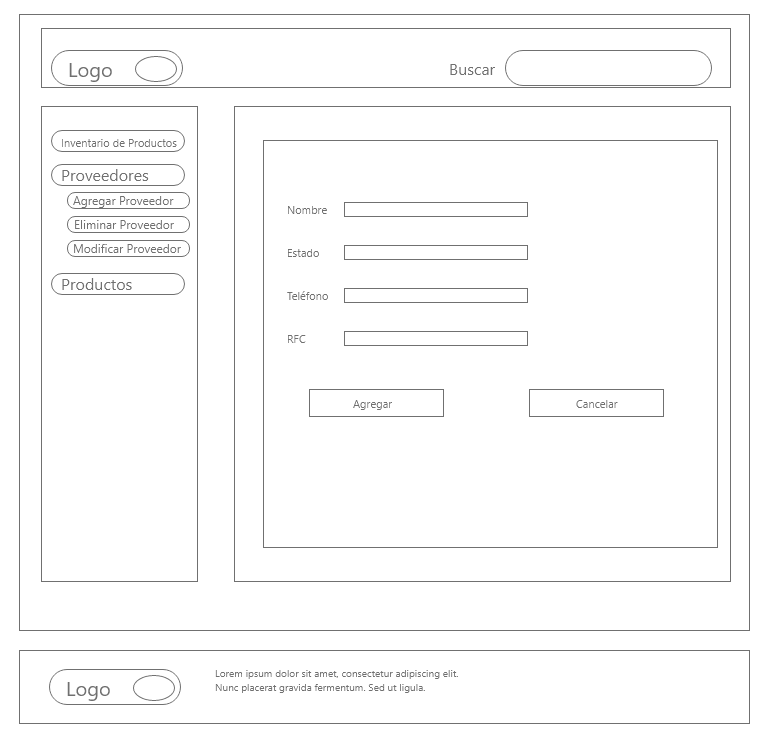 Logo
Buscar
Inventario de Productos
Proveedores
Agregar Proveedor
Eliminar Proveedor
Modificar Proveedor
Productos
Nombre
Estado
Teléfono
RFC
Agregar
Cancelar
Logo
Lorem ipsum dolor sit amet, consectetur adipiscing elit.
Nunc placerat gravida fermentum. Sed ut ligula.